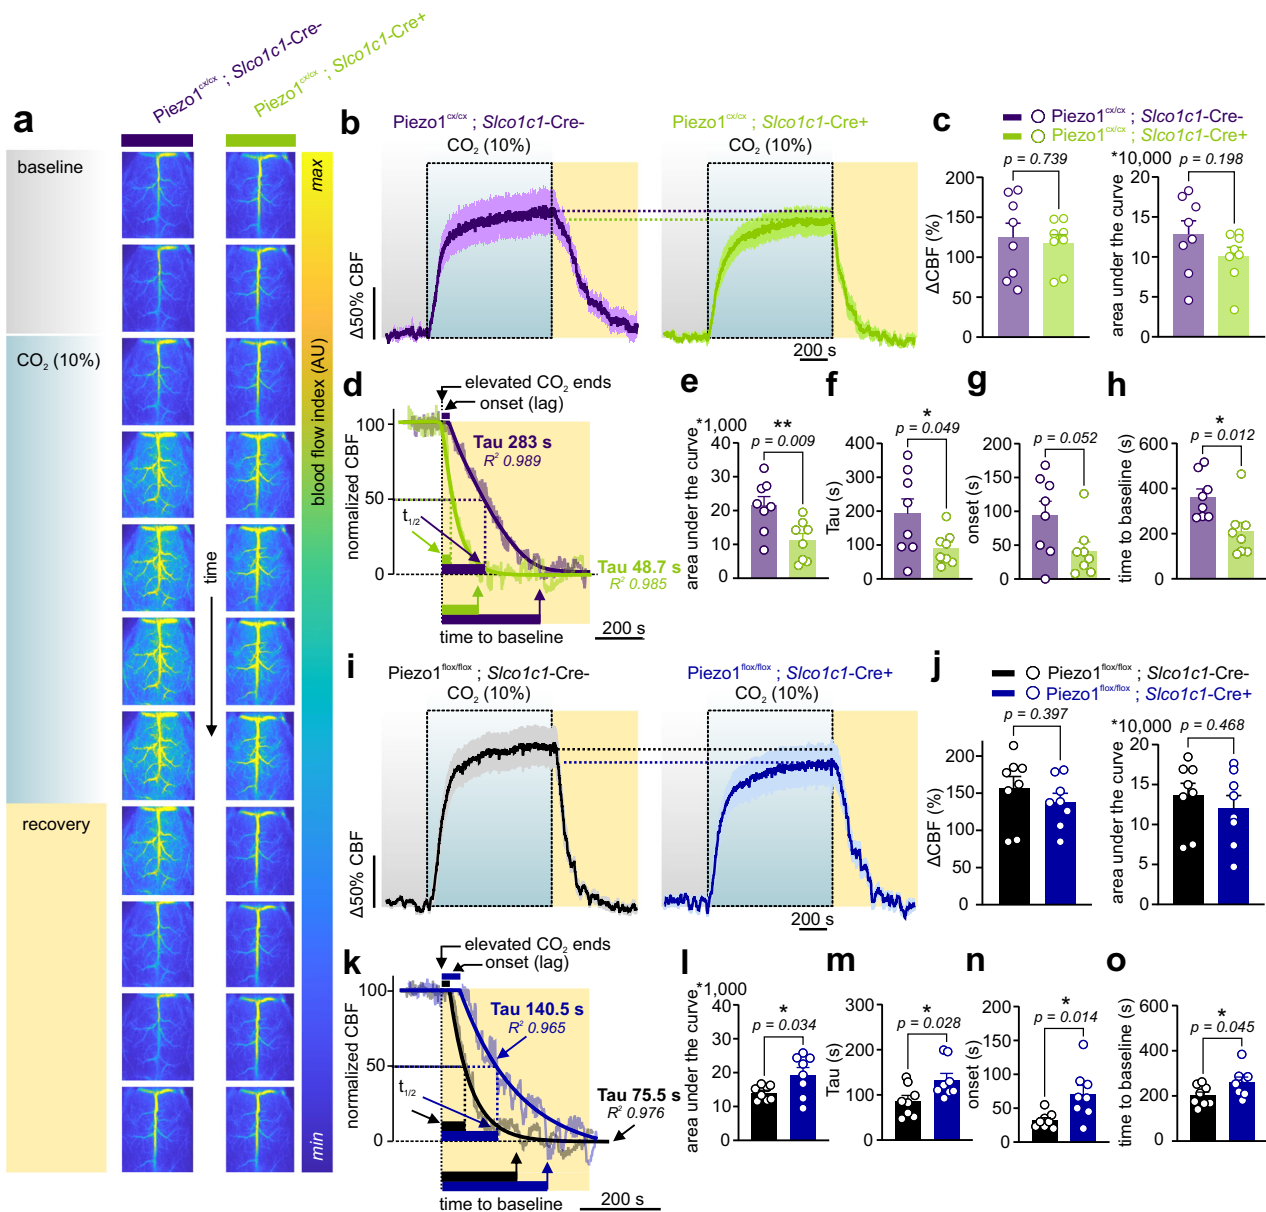 a
Piezo1cx/cx ; Slco1c1-Cre-
Piezo1cx/cx ; Slco1c1-Cre+
baseline
CO2 (10%)
recovery
time
max
blood flow index (AU)
min
b
Piezo1cx/cx ; Slco1c1-Cre-
CO2 (10%)
Piezo1cx/cx ; Slco1c1-Cre+
CO2 (10%)
Δ50% CBF
200 s
c
Piezo1cx/cx ; Slco1c1-Cre-
Piezo1cx/cx ; Slco1c1-Cre+
p = 0.739
200
150
100
50
0
ΔCBF (%)
*10,000
p = 0.198
20
15
10
5
0
area under the curve
d
elevated CO2 ends
onset (lag)
100
50
0
normalized CBF
Tau 283 s
R2 0.989
t1/2
Tau 48.7 s
R2 0.985
time to baseline
200 s
e
*1,000
**
p = 0.009
40
30
20
10
0
area under the curve
f
*
p = 0.049
400
300
200
100
0
Tau (s)
g
p = 0.052
200
150
100
50
0
onset (s)
h
*
p = 0.012
600
400
200
0
time to baseline (s)
i
Piezo1flox/flox ; Slco1c1-Cre-
CO2 (10%)
Piezo1flox/flox ; Slco1c1-Cre+
CO2 (10%)
Δ50% CBF
200 s
j
Piezo1flox/flox ; Slco1c1-Cre-
Piezo1flox/flox ; Slco1c1-Cre+
p = 0.397
200
150
100
50
0
ΔCBF (%)
*10,000
p = 0.468
20
15
10
5
0
area under the curve
k
elevated CO2 ends
onset (lag)
100
50
0
normalized CBF
Tau 140.5 s
R2 0.965
t1/2
Tau 75.5 s
R2 0.976
time to baseline
200 s
l
*1,000
*
p = 0.034
40
30
20
10
0
area under the curve
m
*
p = 0.028
300
200
100
0
Tau (s)
n
*
p = 0.014
200
150
100
50
0
onset (s)
o
*
p = 0.045
600
400
200
0
time to baseline (s)